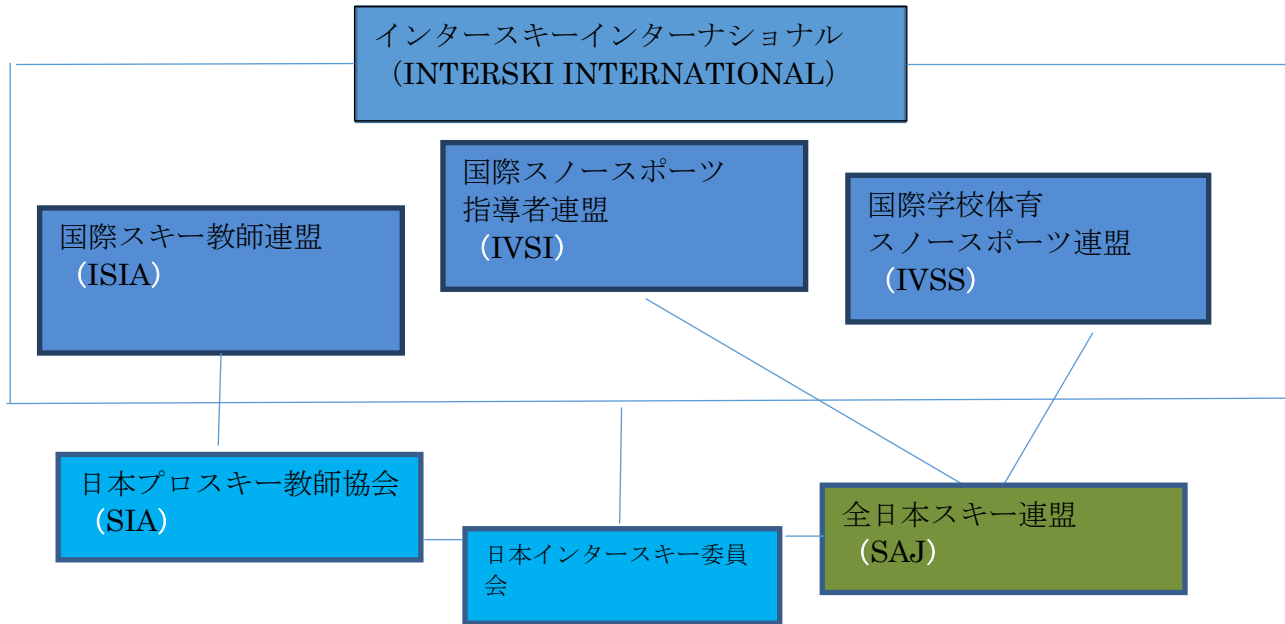 インタースキーインターナショナル
（INTERSKI INTERNATIONAL）
国際スキー教師連盟
（ISIA）
国際スノースポーツ
指導者連盟
（IVSI）
国際学校体育
スノースポーツ連盟
（IVSS）
日本プロスキー教師協会
（SIA）
日本インタースキー委員
会
全日本スキー連盟
（SAJ）